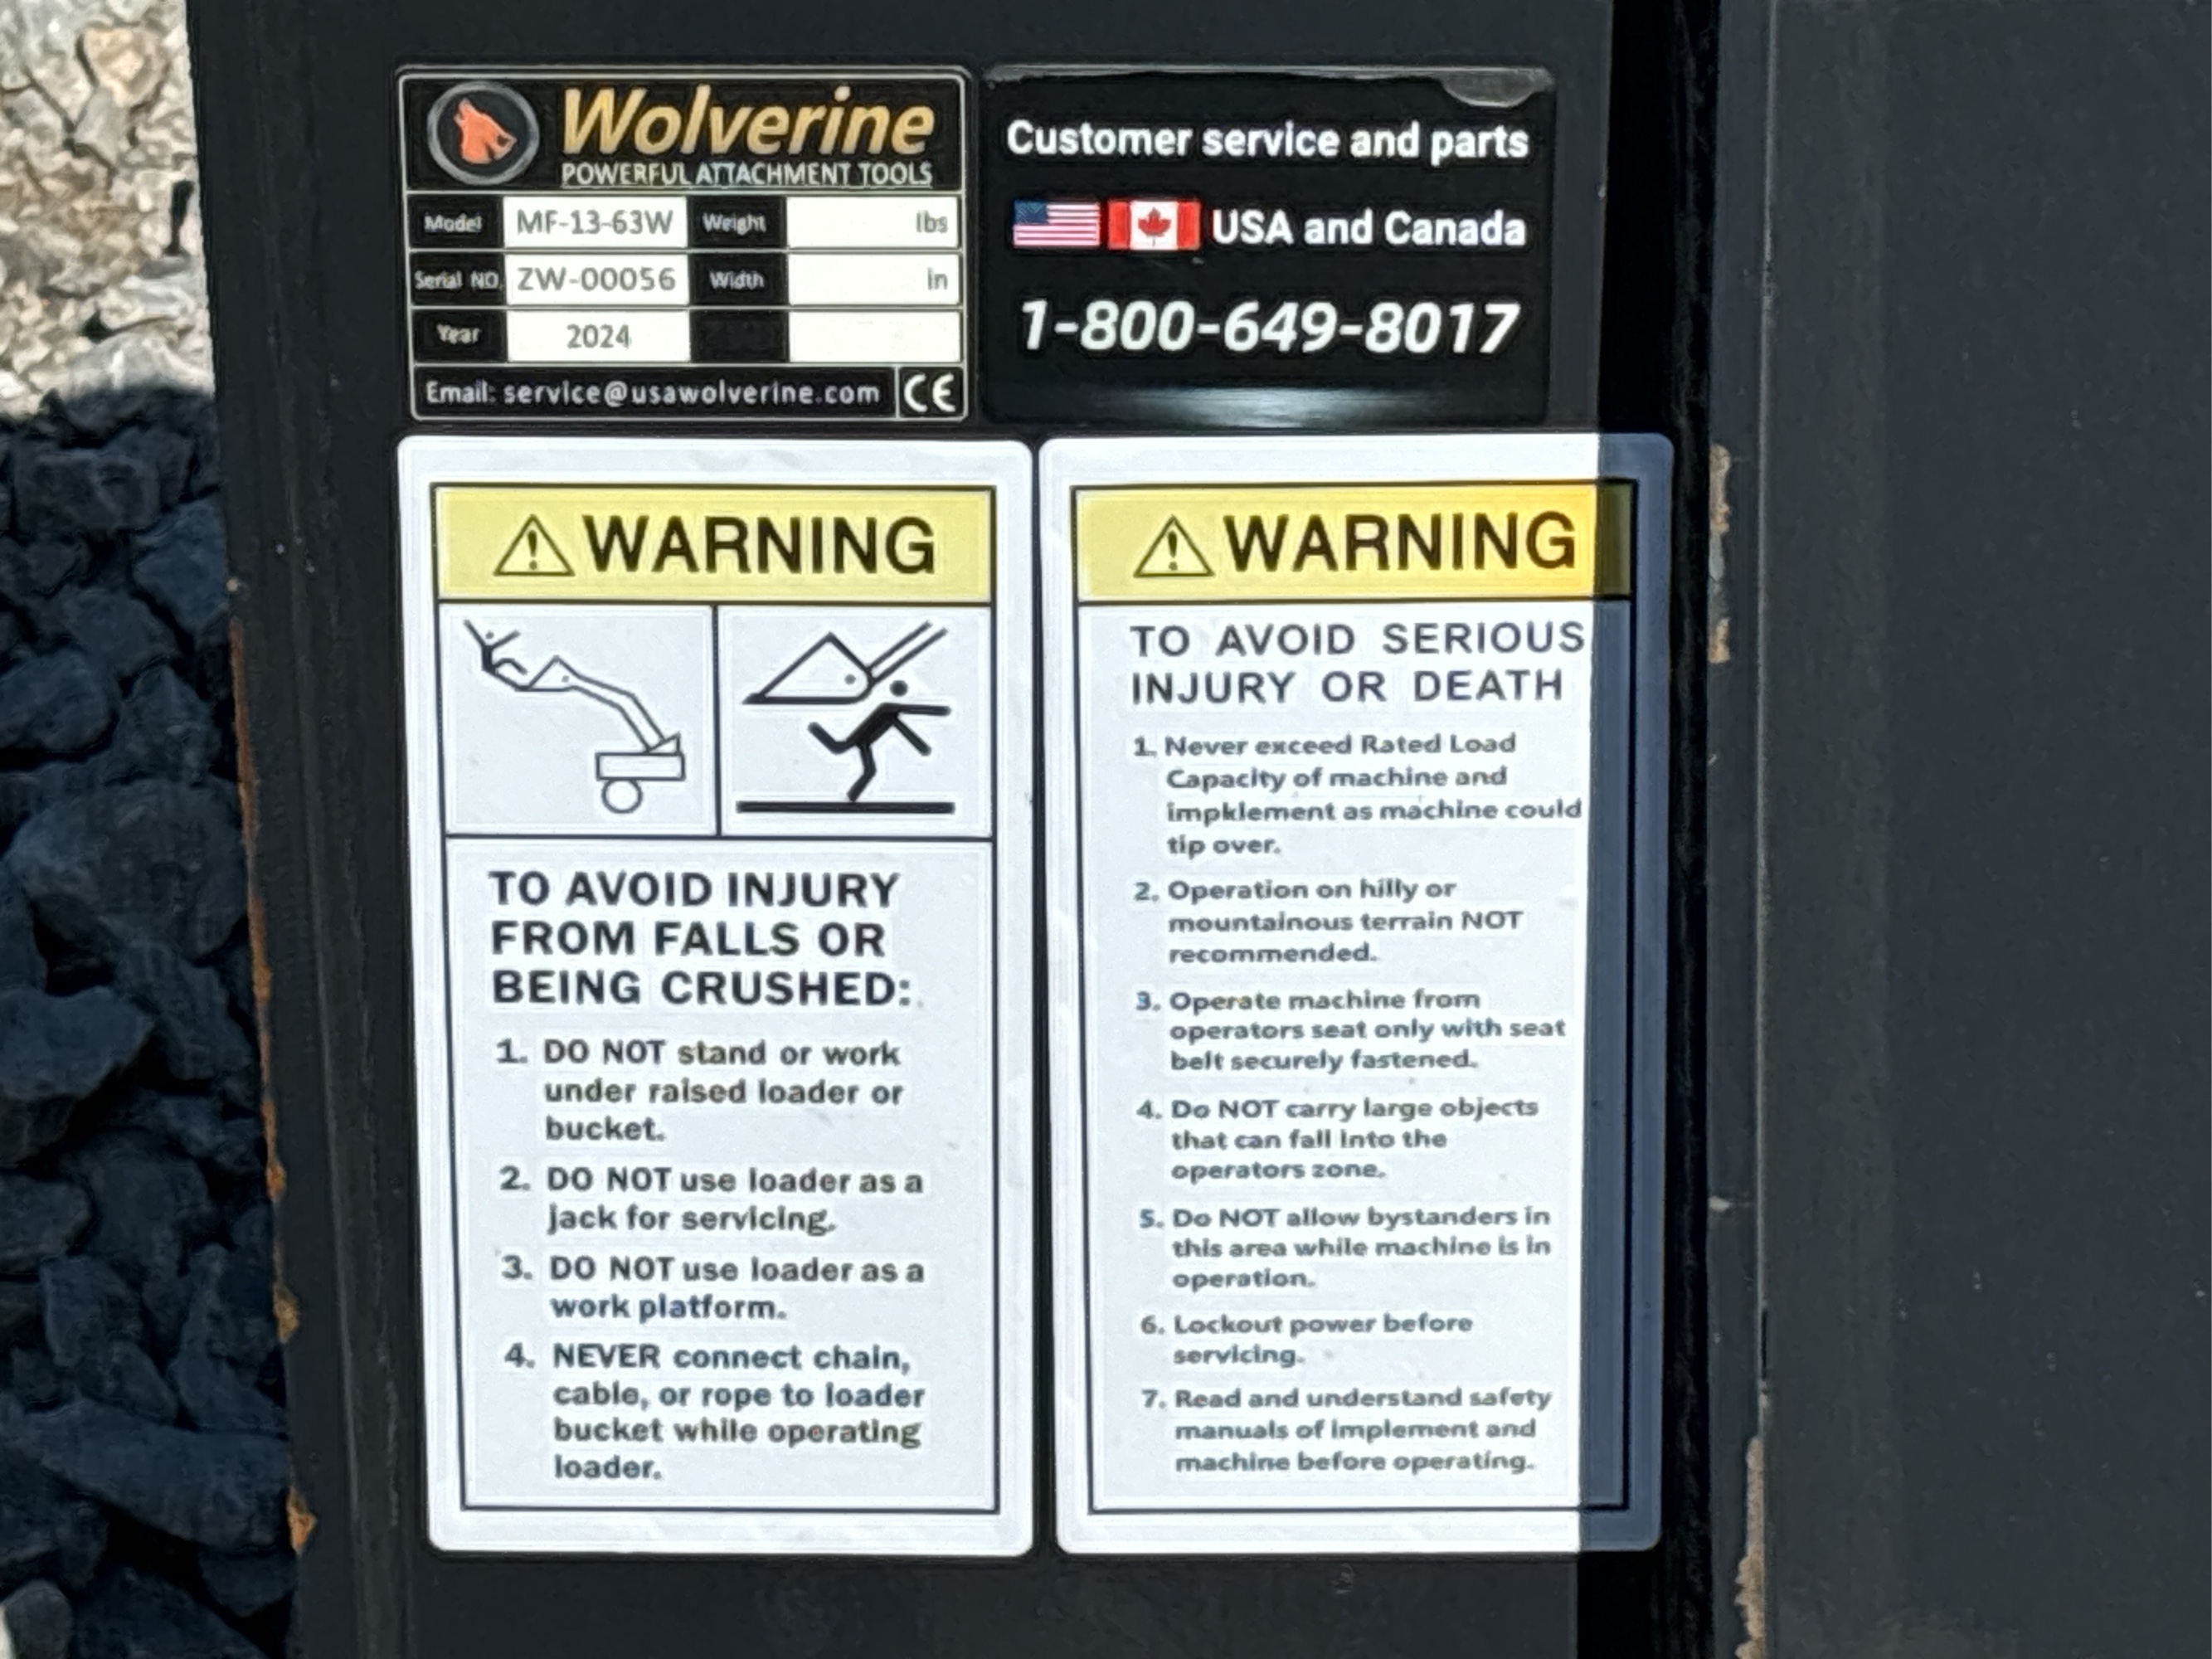 Wolverine
POWERFUL ATTACHMENT TOOLS
Model MF-13-63W Weight lbs
Serial NO. ZW-00056 Width in
Year 2024
Email: service@usawolverine.com CE
Customer service and parts
USA and Canada
1-800-649-8017
WARNING
TO AVOID INJURY
FROM FALLS OR
BEING CRUSHED:
1. DO NOT stand or work
under raised loader or
bucket.
2. DO NOT use loader as a
jack for servicing.
3. DO NOT use loader as a
work platform.
4. NEVER connect chain,
cable, or rope to loader
bucket while operating
loader.
WARNING
TO AVOID SERIOUS
INJURY OR DEATH
1. Never exceed Rated Load
Capacity of machine and
impklement as machine could
tip over.
2. Operation on hilly or
mountainous terrain NOT
recommended.
3. Operate machine from
operators seat only with seat
belt securely fastened.
4. Do NOT carry large objects
that can fall into the
operators zone.
5. Do NOT allow bystanders in
this area while machine is in
operation.
6. Lockout power before
servicing.
7. Read and understand safety
manuals of implement and
machine before operating.